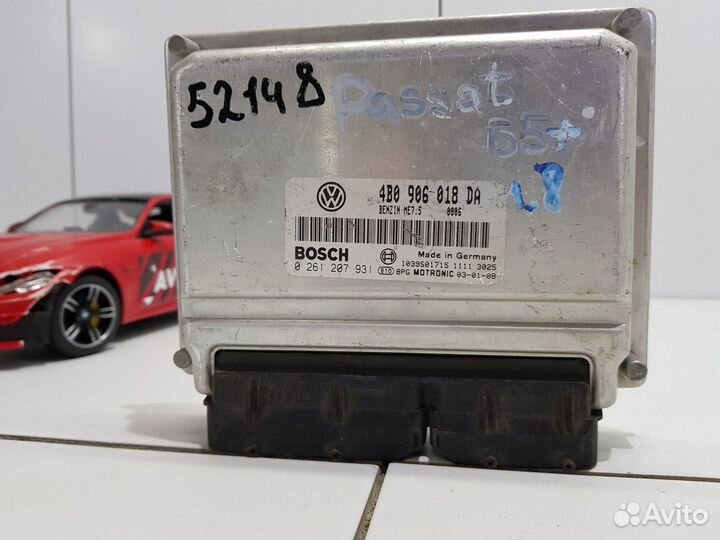 52148
Passat
B5+
1,8
4B0 906 018 DA
BENZIN ME7.5 0006
BOSCH
Made in Germany
0 261 207 931
1039S01715 1111 3025
BPG MOTRONIC 03-01-08
Avito